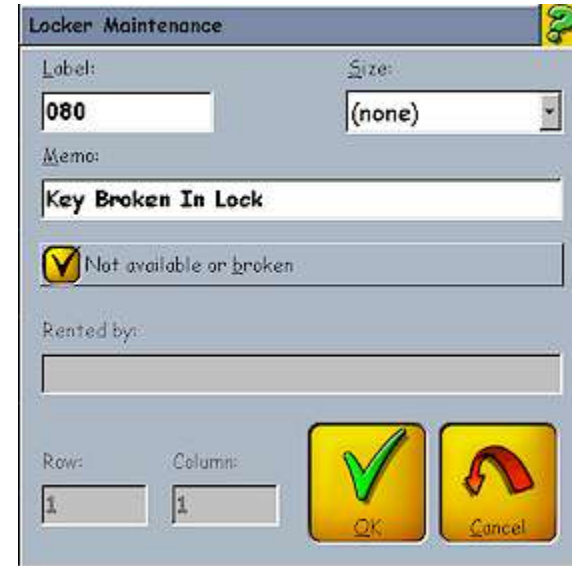 Locker Maintenance
Label: Size:
080 (none)
Memo:
Key Broken In Lock
Not available or broken
Rented by:
Row: Column:
1 1
OK Cancel